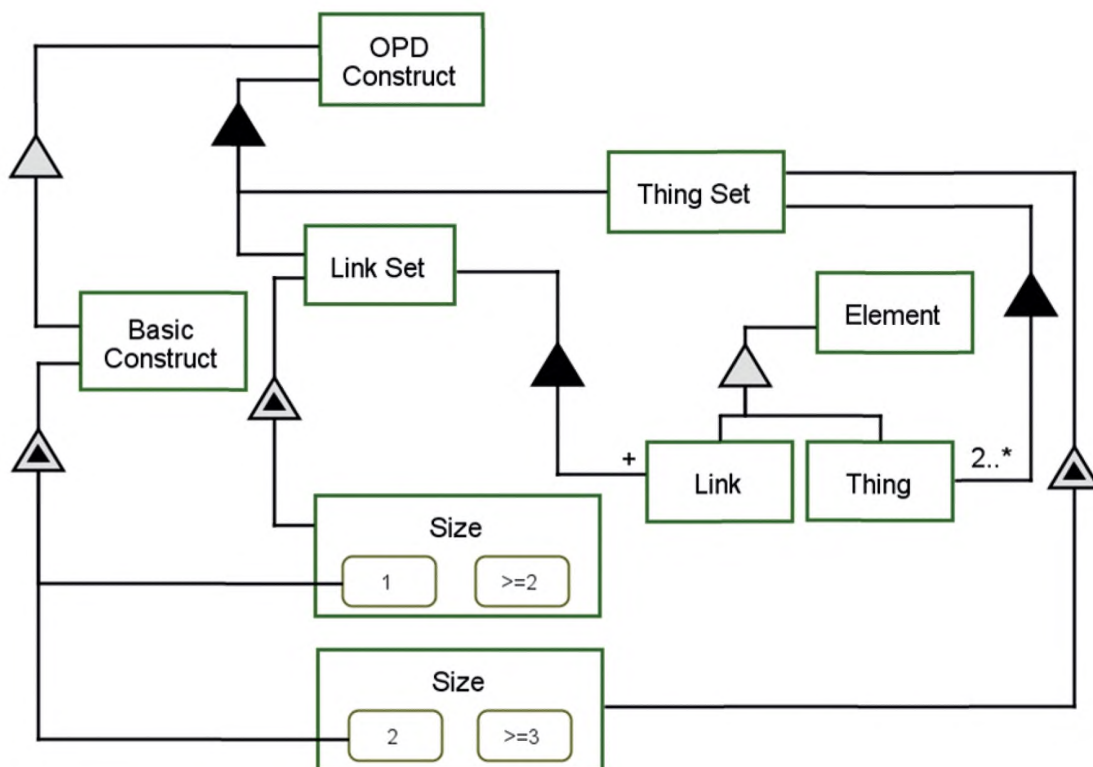 OPD
Construct
Thing Set
Link Set
Element
Basic
Construct
+
Link
Thing
2..*
Size
1
>=2
Size
2
>=3